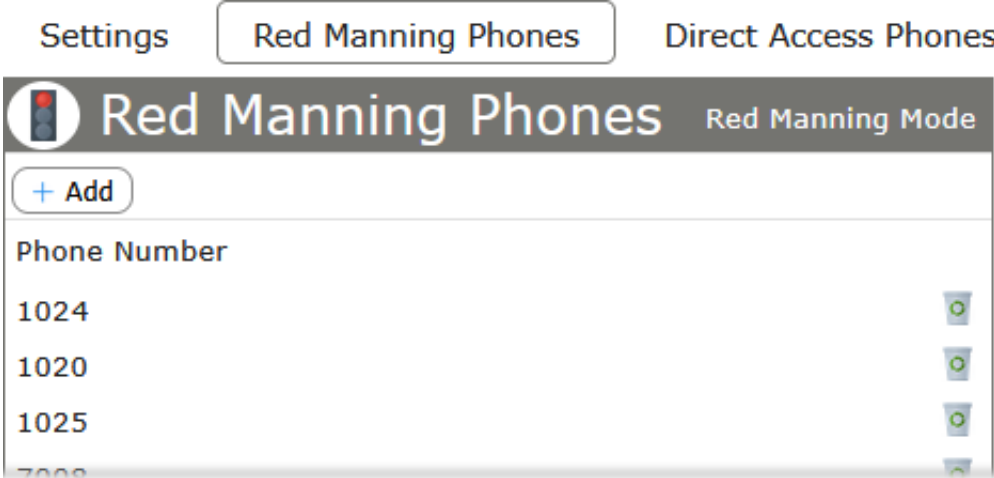 Settings Red Manning Phones Direct Access Phones
Red Manning Phones Red Manning Mode
+ Add
Phone Number
1024
1020
1025